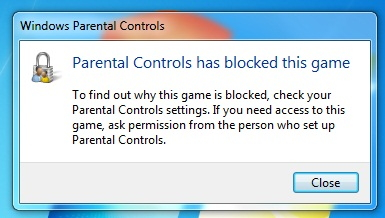 Windows Parental Controls
Parental Controls has blocked this game
To find out why this game is blocked, check your
Parental Controls settings. If you need access to this
game, ask permission from the person who set up
Parental Controls.
Close